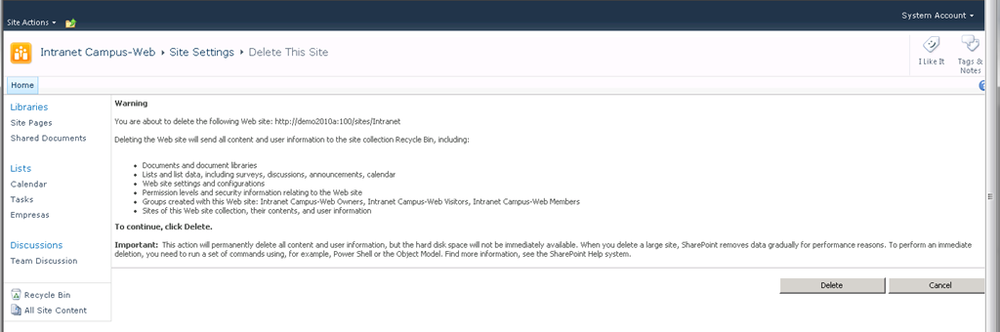 Site Actions
System Account
Intranet Campus-Web ▸ Site Settings ▸ Delete This Site
I Like It
Tags &
Notes
Home
Libraries
Site Pages
Shared Documents
Lists
Calendar
Tasks
Empresas
Discussions
Team Discussion
Recycle Bin
All Site Content
Warning
You are about to delete the following Web site: http://demo2010a:100/sites/Intranet
Deleting the Web site will send all content and user information to the site collection Recycle Bin, including:
• Documents and document libraries
• Lists and list data, including surveys, discussions, announcements, calendar
• Web site settings and configurations
• Permission levels and security information relating to the Web site
• Groups created with this Web site: Intranet Campus-Web Owners, Intranet Campus-Web Visitors, Intranet Campus-Web Members
• Sites of this Web site collection, their contents, and user information
To continue, click Delete.
Important: This action will permanently delete all content and user information, but the hard disk space will not be immediately available. When you delete a large site, SharePoint removes data gradually for performance reasons. To perform an immediate
deletion, you need to run a set of commands using, for example, Power Shell or the Object Model. Find more information, see the SharePoint Help system.
Delete
Cancel